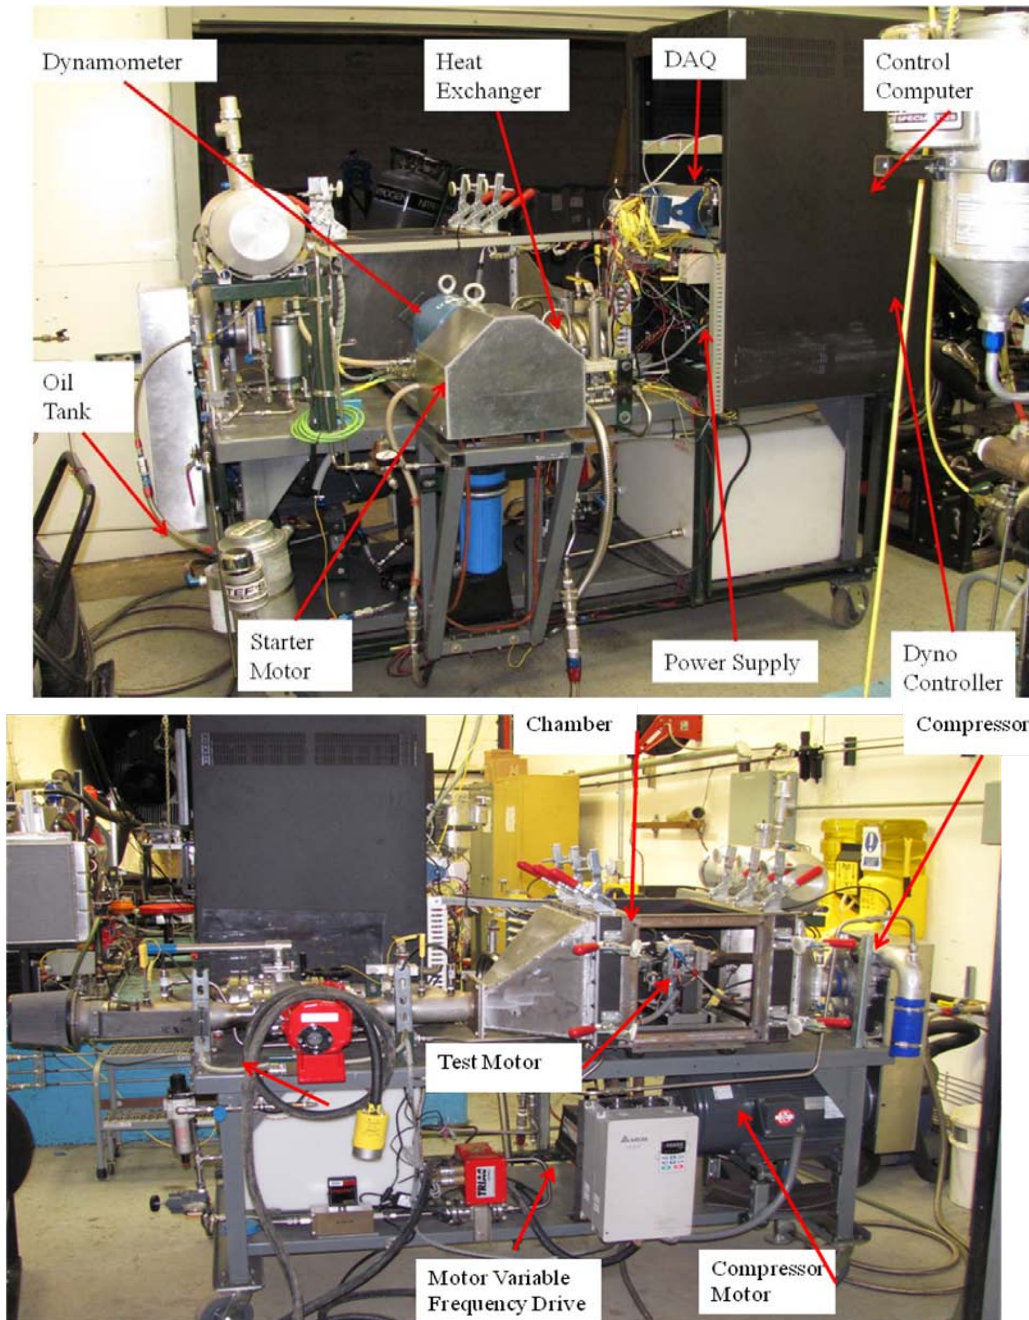 Dynamometer
Heat
Exchanger
DAQ
Control
Computer
Oil
Tank
Starter
Motor
Power Supply
Dyno
Controller
Chamber
Compressor
Test Motor
Motor Variable
Frequency Drive
Compressor
Motor